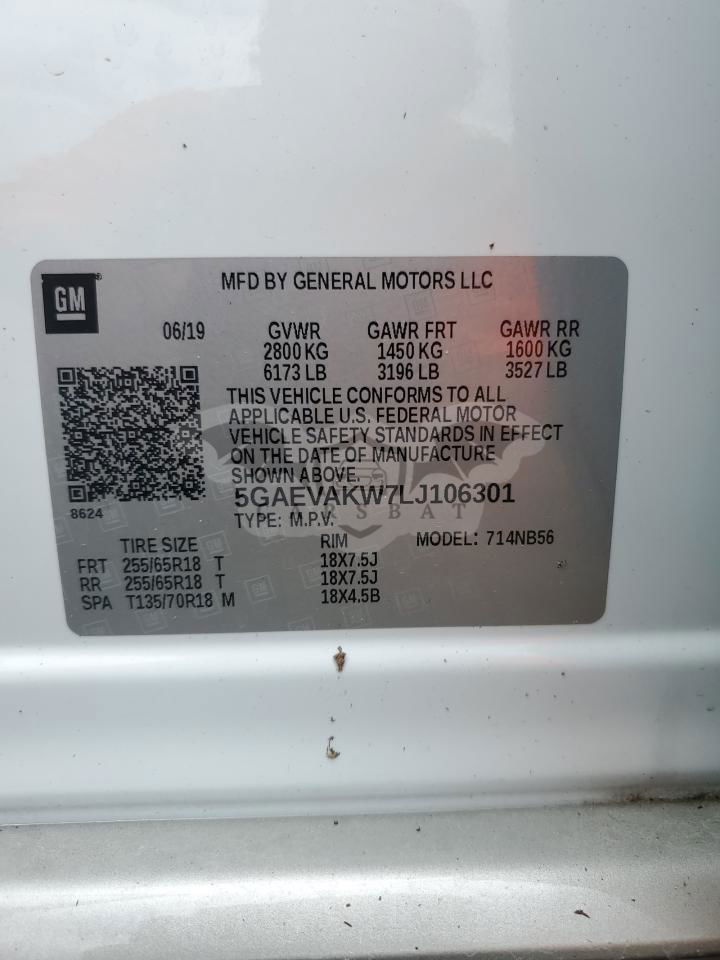 GM®
MFD BY GENERAL MOTORS LLC
06/19 GVWR GAWR FRT GAWR RR
2800 KG 1450 KG 1600 KG
6173 LB 3196 LB 3527 LB
THIS VEHICLE CONFORMS TO ALL
APPLICABLE U.S. FEDERAL MOTOR
VEHICLE SAFETY STANDARDS IN EFFECT
ON THE DATE OF MANUFACTURE
SHOWN ABOVE.
5GAEVAKW7LJ106301
CARSBAT
8624
TYPE: M.P.V.
TIRE SIZE RIM MODEL: 714NB56
FRT 255/65R18 T 18X7.5J
RR 255/65R18 T 18X7.5J
SPA T135/70R18 M 18X4.5B